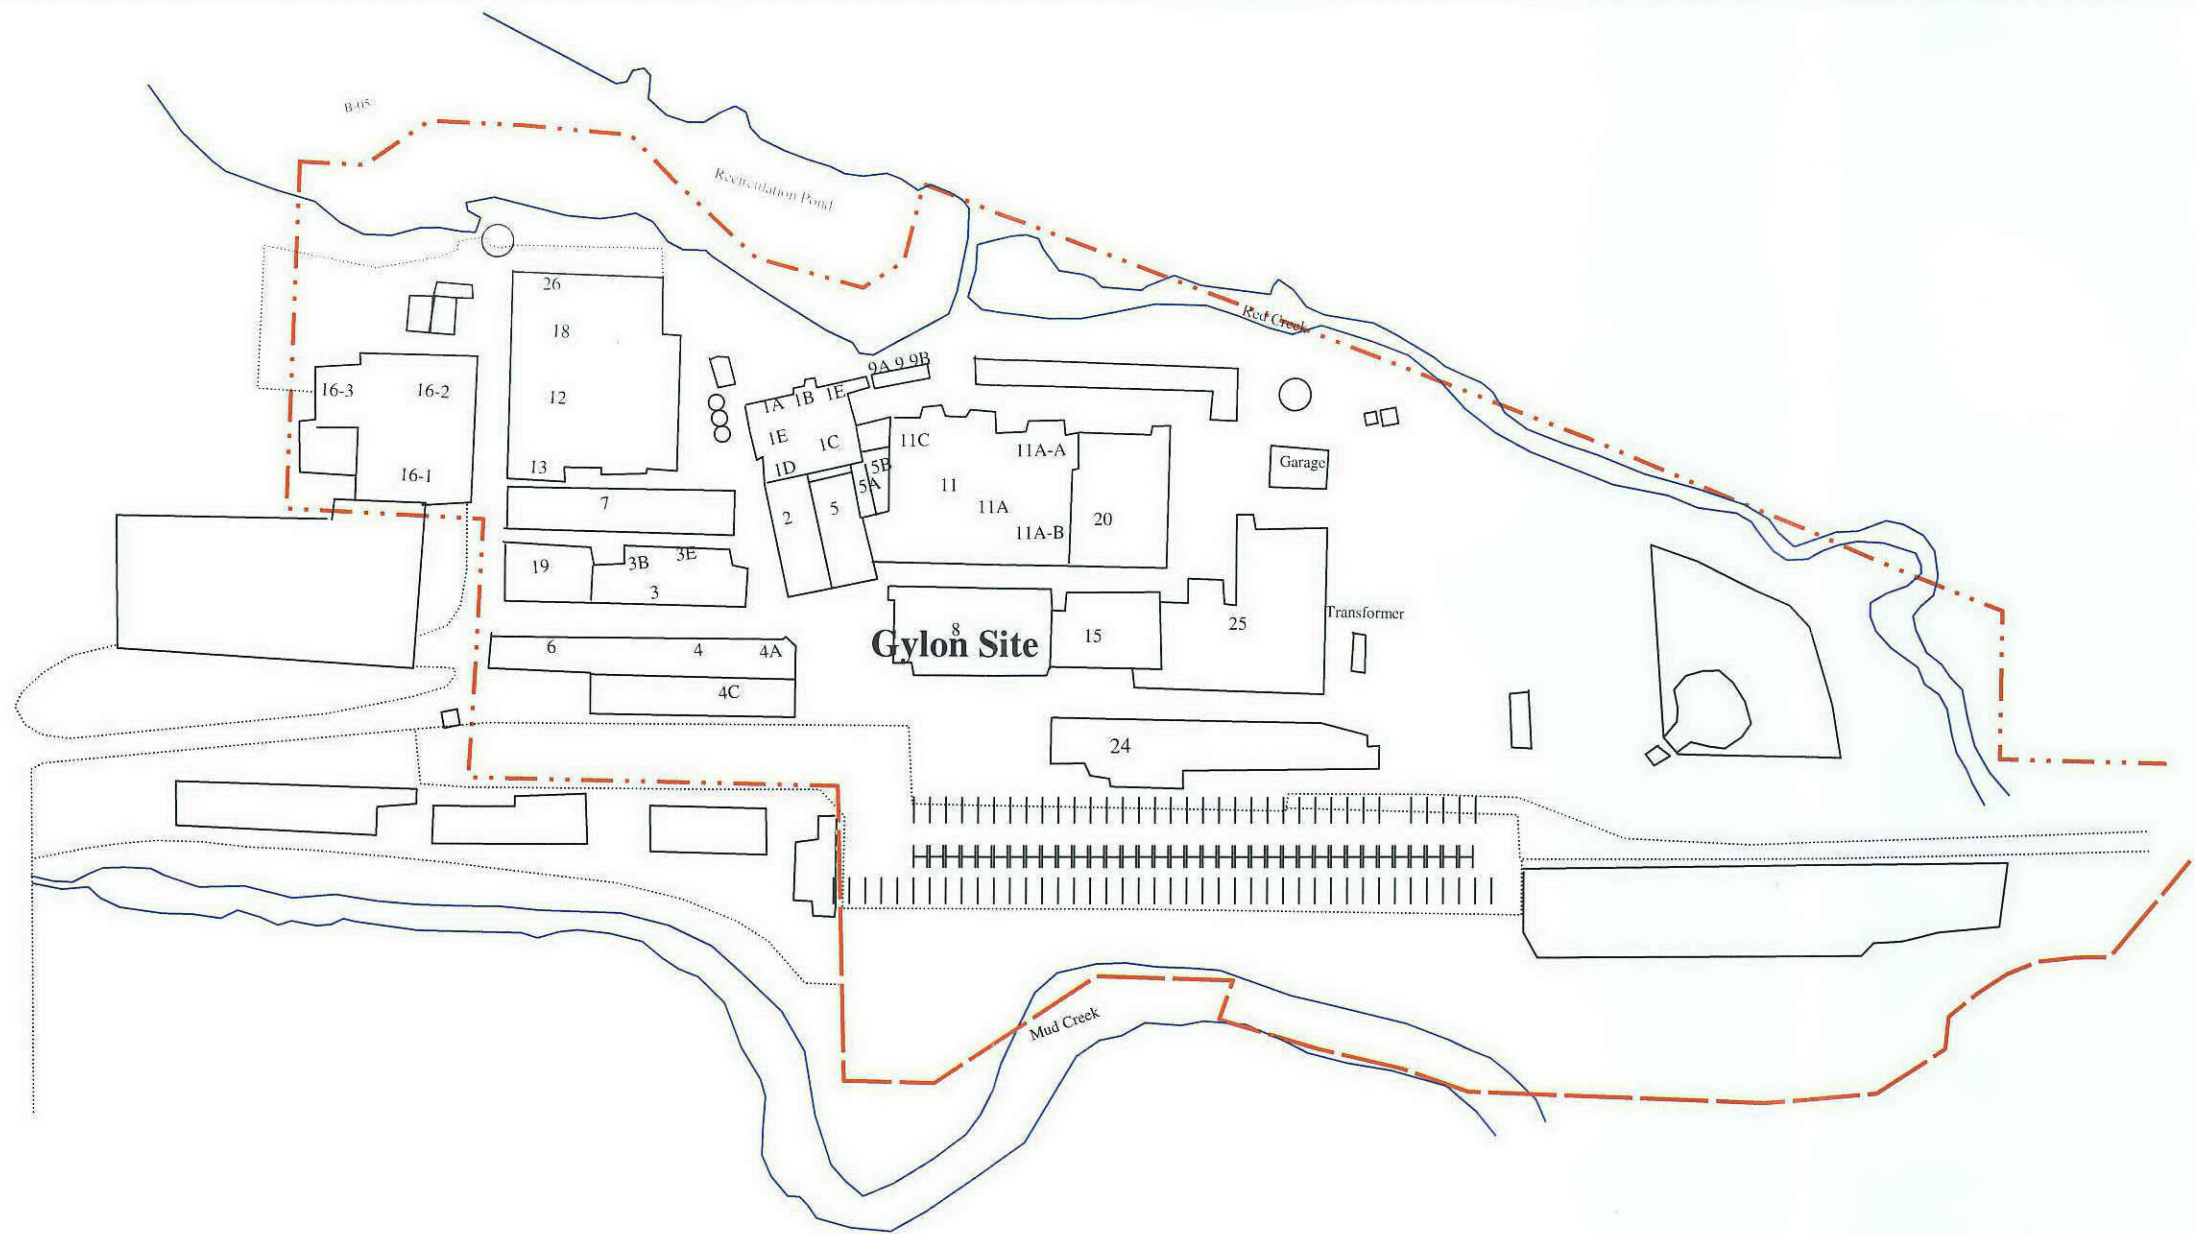 B-05
Recirculation Pond
26
18
Red Creek
9A 9 9B
16-3
16-2
12
1A 1B 1E
1E
1C
11C
11A-A
13
1D
5B
16-1
5A
11
Garage
7
2
5
11A
20
11A-B
19
3B
3E
3
Transformer
8
25
Gylon Site
15
6
4
4A
4C
24
Mud Creek